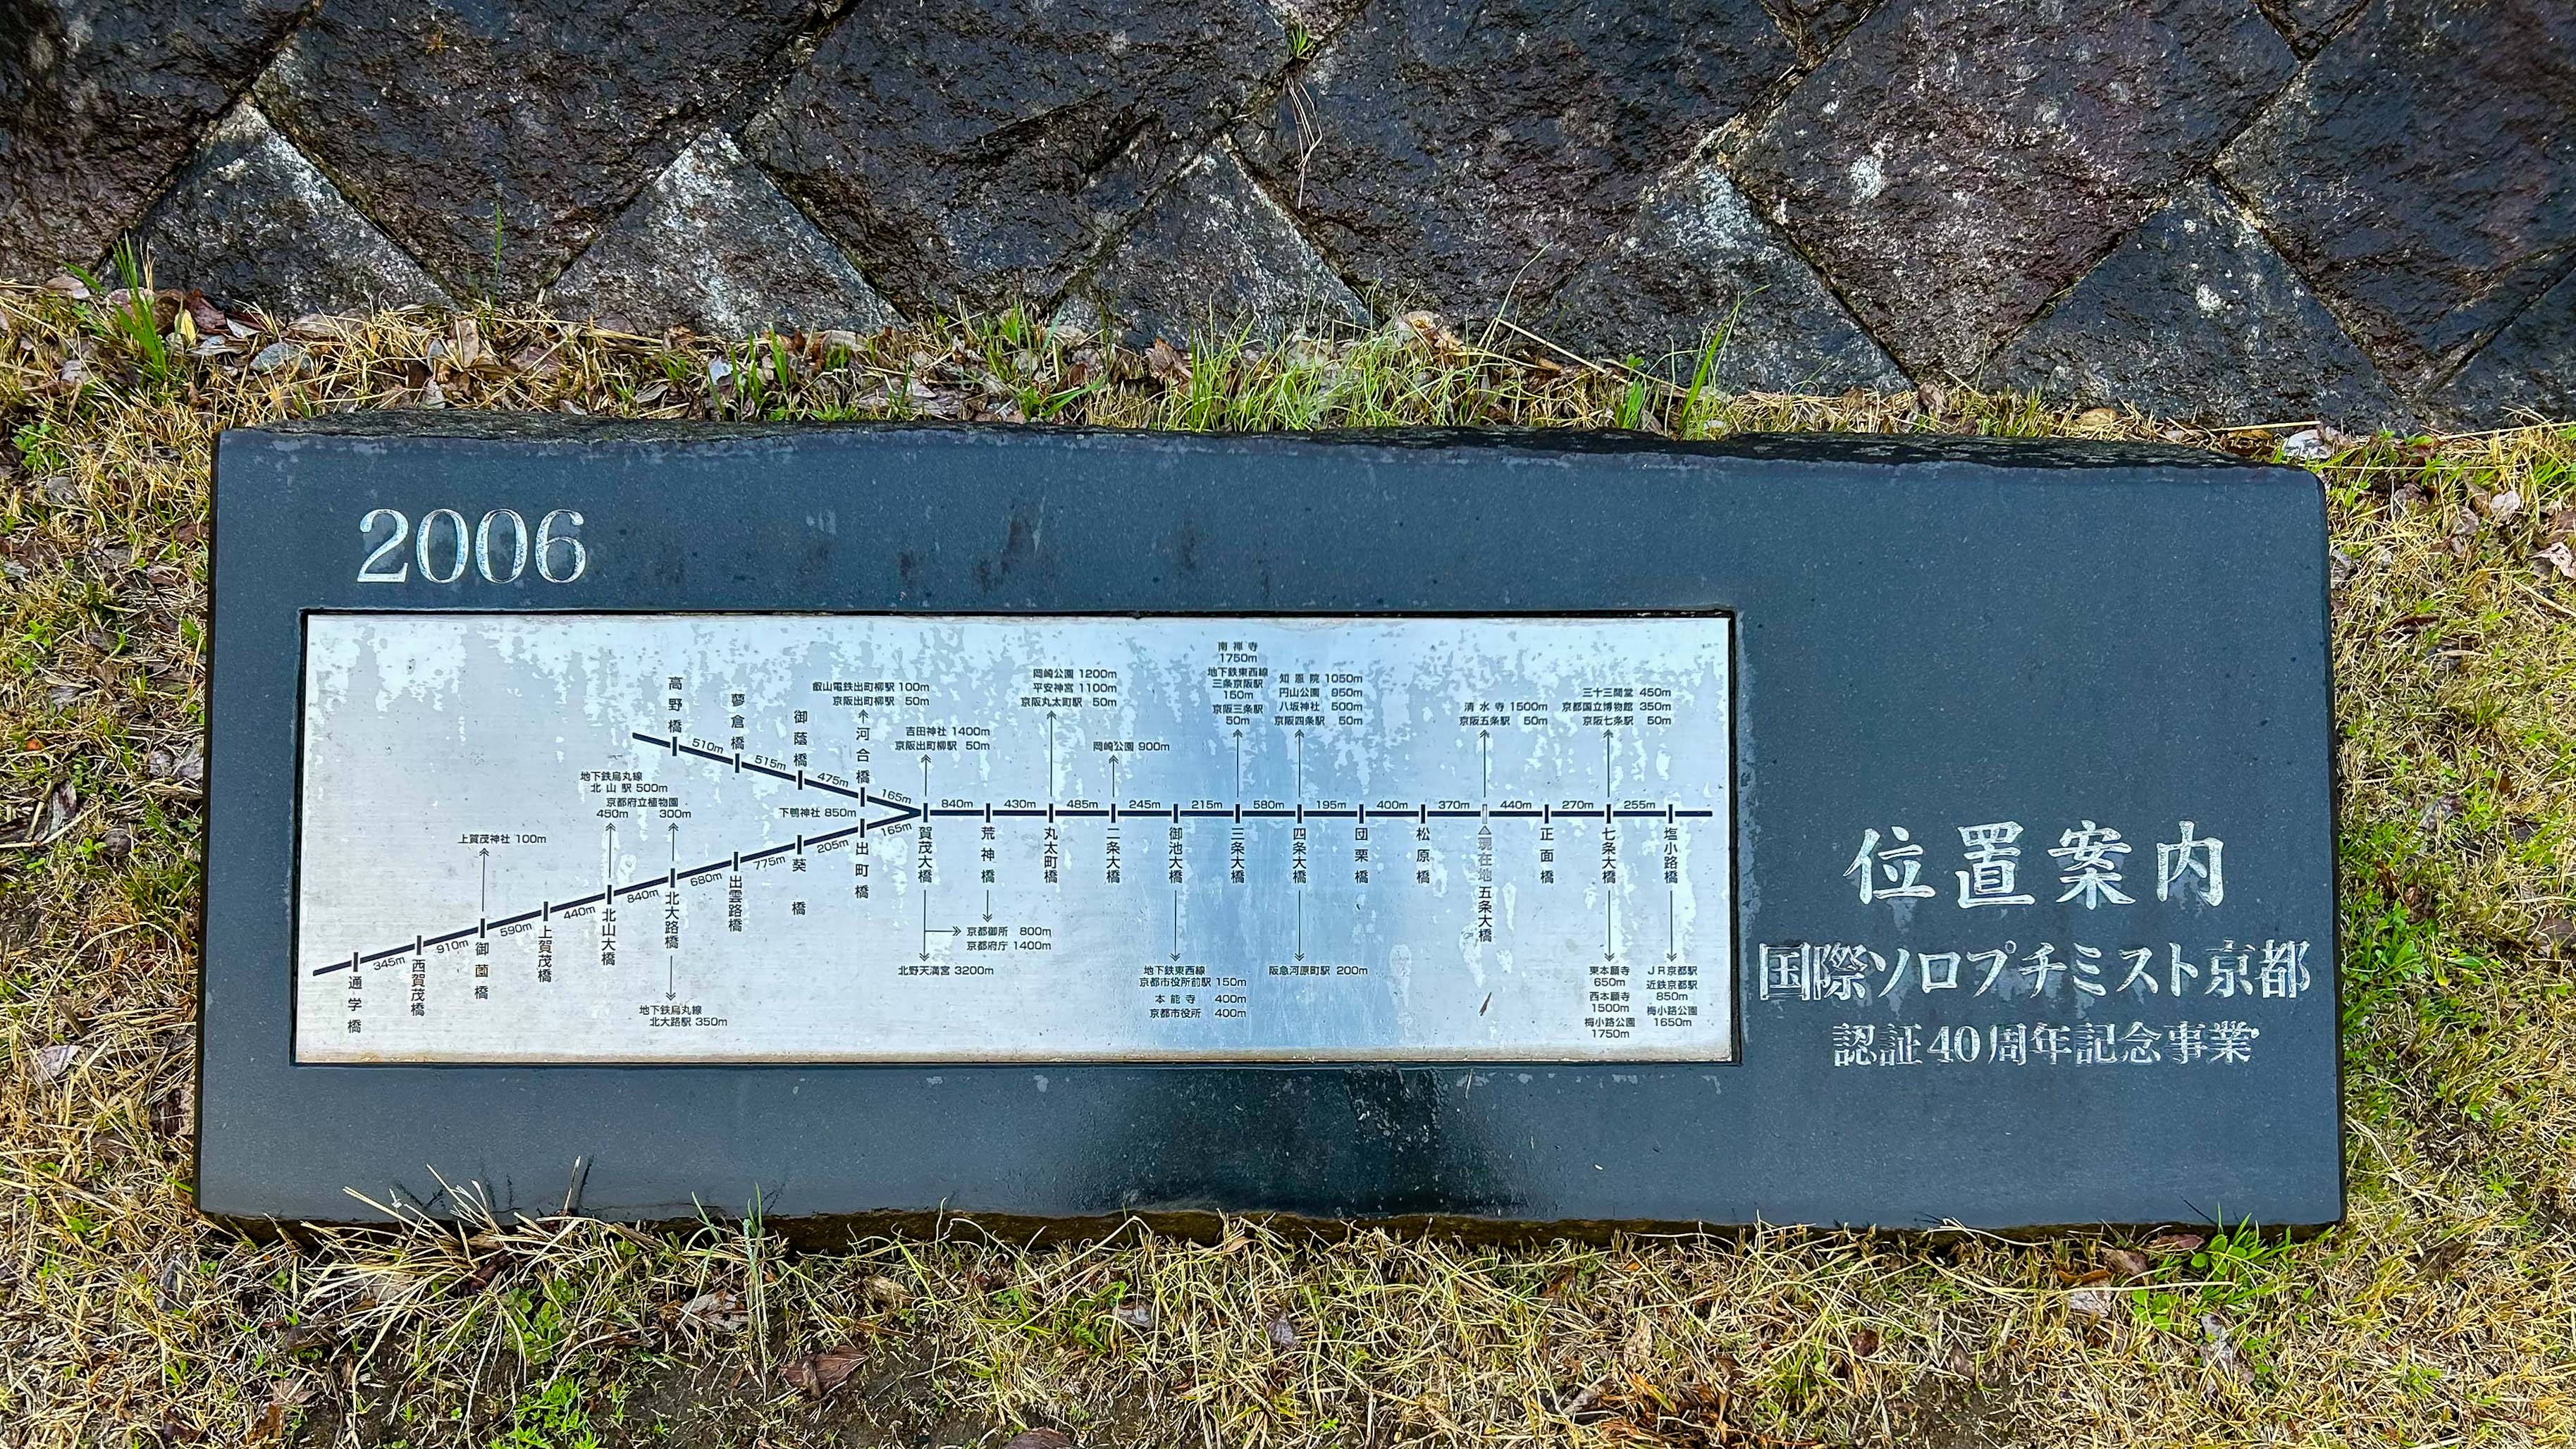 2006
南禅寺
1750m
地下鉄東西線
三条京阪駅
150m
京阪三条駅
50m
知恩院 1050m
円山公園 950m
八坂神社 500m
京阪四条駅 50m
岡崎公園 1200m
平安神宮 1100m
京阪丸太町駅 50m
叡山電鉄出町柳駅 100m
京阪出町柳駅 50m
三十三間堂 450m
京都国立博物館 350m
京阪七条駅 50m
清水寺 1500m
京阪五条駅 50m
吉田神社 1400m
京阪出町柳駅 50m
岡崎公園 900m
高野橋
510m
蓼倉橋
515m
御蔭橋
475m
河合橋
165m
地下鉄烏丸線
北山駅 500m
京都府立植物園
450m
300m
下鴨神社 850m
上賀茂神社 100m
通学橋
345m
西賀茂橋
910m
御薗橋
590m
上賀茂橋
440m
北山大橋
840m
北大路橋
680m
出雲路橋
775m
葵橋
205m
出町橋
165m
賀茂大橋
840m
荒神橋
430m
丸太町橋
485m
二条大橋
245m
御池大橋
215m
三条大橋
580m
四条大橋
195m
団栗橋
400m
松原橋
370m
△現在地 五条大橋
440m
正面橋
270m
七条大橋
255m
塩小路橋
地下鉄烏丸線
北大路駅 350m
京都御所 800m
京都府庁 1400m
北野天満宮 3200m
地下鉄東西線
京都市役所前駅 150m
本能寺 400m
京都市役所 400m
阪急河原町駅 200m
東本願寺
650m
西本願寺
1500m
梅小路公園
1750m
JR京都駅
近鉄京都駅
850m
梅小路公園
1650m
位置案内
国際ソロプチミスト京都
認証40周年記念事業